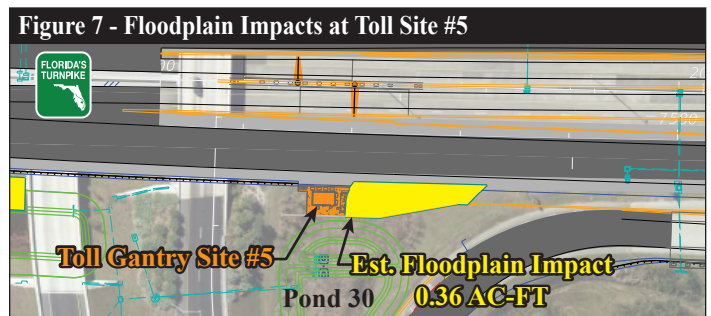 Figure 7 - Floodplain Impacts at Toll Site #5
FLORIDA'S
TURNPIKE
7580
Toll Gantry Site #5
Est. Floodplain Impact
0.36 AC-FT
Pond 30